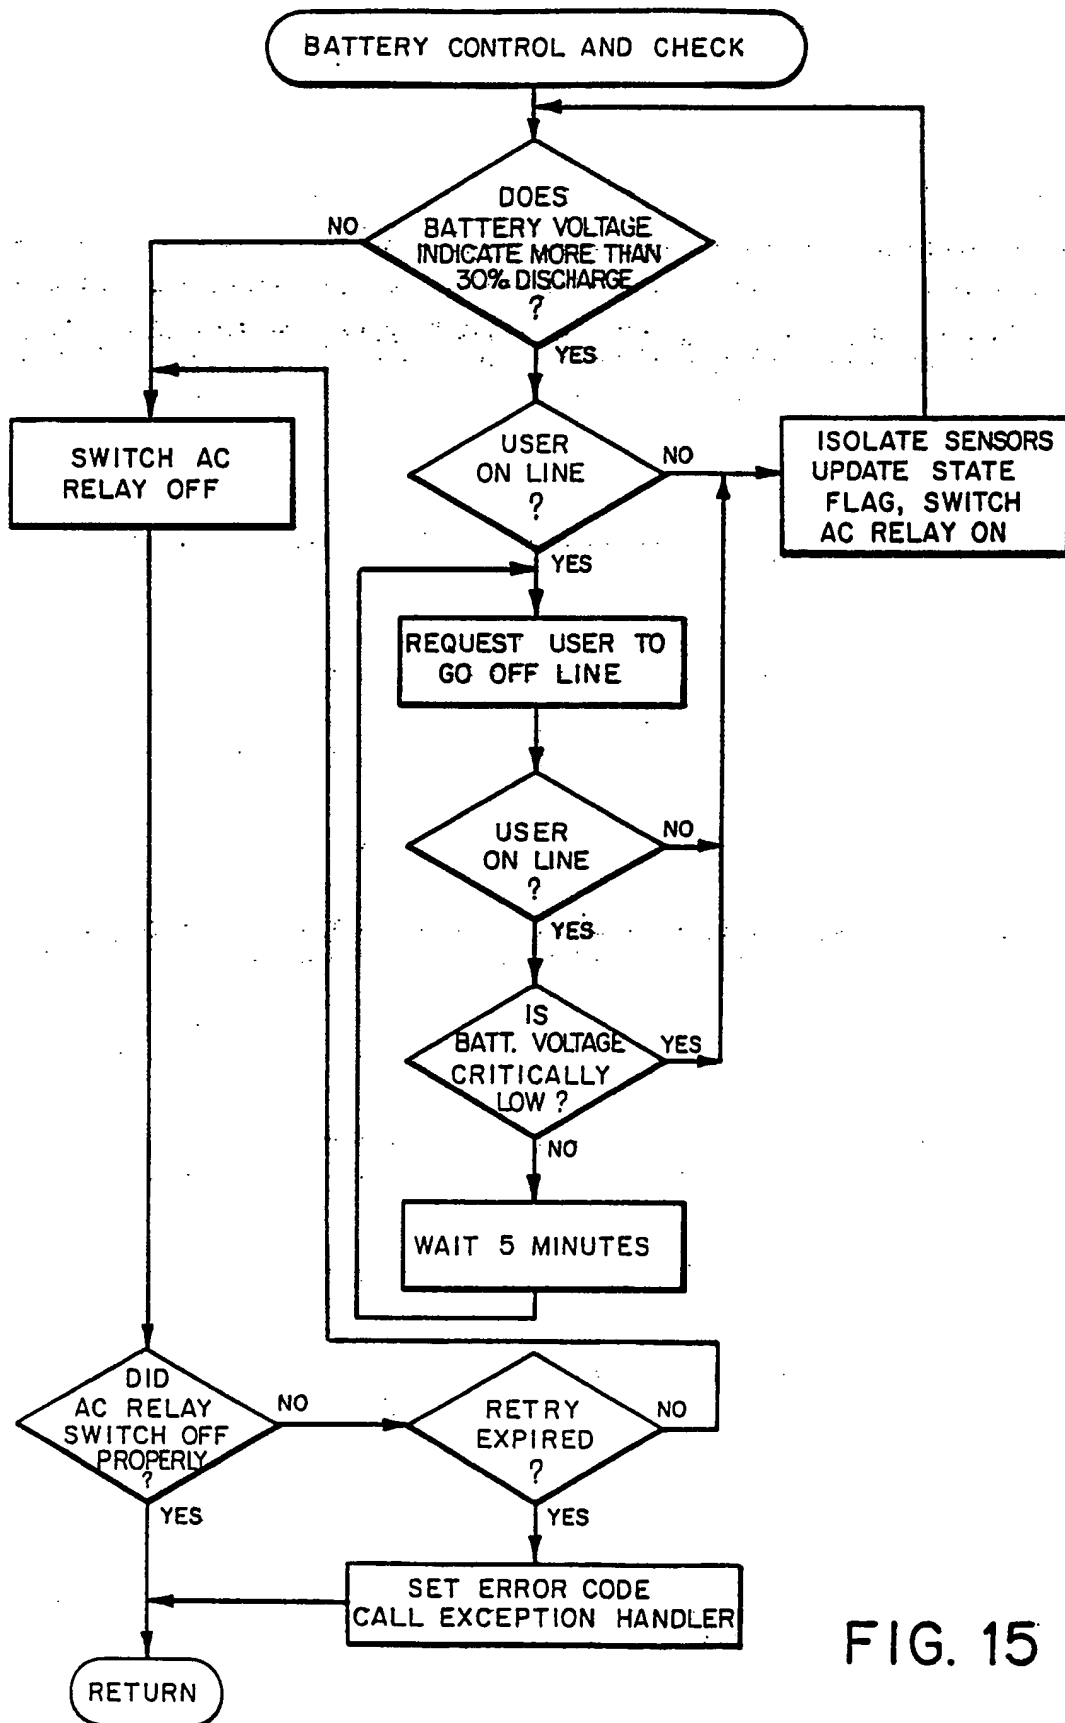 BATTERY CONTROL AND CHECK
DOES
BATTERY VOLTAGE
INDICATE MORE THAN
30% DISCHARGE
?
NO
YES
SWITCH AC
RELAY OFF
USER
ON LINE
?
NO
YES
ISOLATE SENSORS
UPDATE STATE
FLAG, SWITCH
AC RELAY ON
REQUEST USER TO
GO OFF LINE
USER
ON LINE
?
NO
YES
IS
BATT. VOLTAGE
CRITICALLY
LOW ?
YES
NO
WAIT 5 MINUTES
DID
AC RELAY
SWITCH OFF
PROPERLY
?
NO
YES
RETRY
EXPIRED
?
NO
YES
SET ERROR CODE
CALL EXCEPTION HANDLER
RETURN
FIG. 15